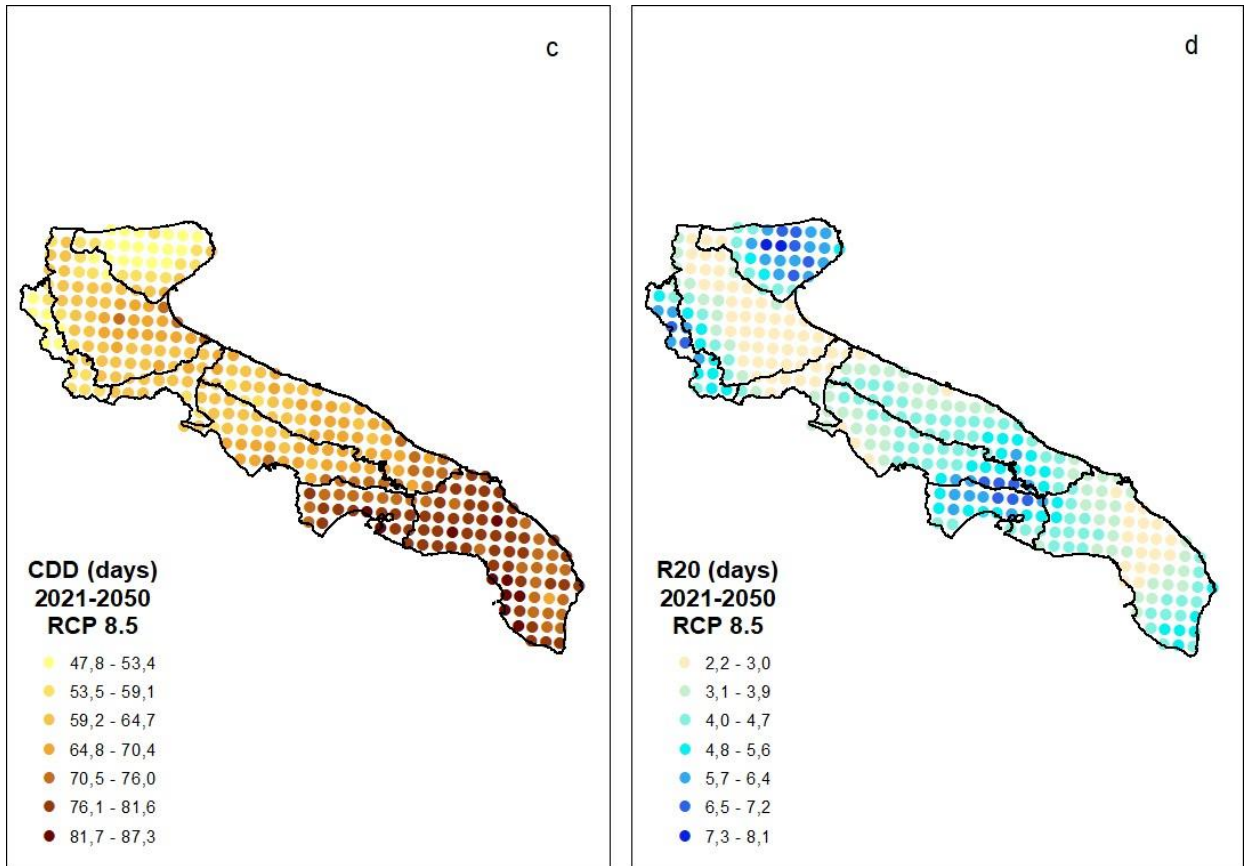 c
CDD (days)
2021-2050
RCP 8.5
47,8 - 53,4
53,5 - 59,1
59,2 - 64,7
64,8 - 70,4
70,5 - 76,0
76,1 - 81,6
81,7 - 87,3
d
R20 (days)
2021-2050
RCP 8.5
2,2 - 3,0
3,1 - 3,9
4,0 - 4,7
4,8 - 5,6
5,7 - 6,4
6,5 - 7,2
7,3 - 8,1